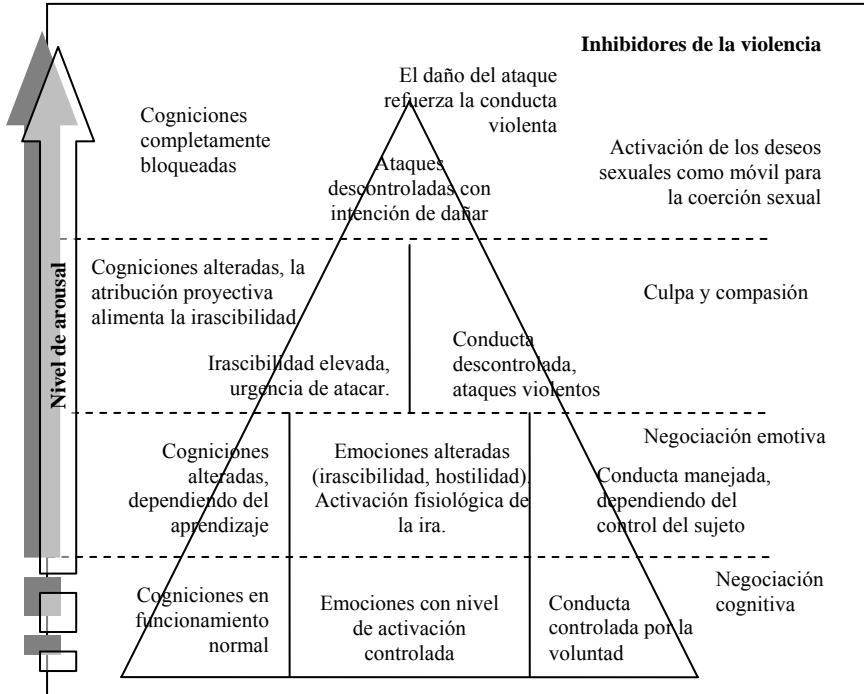 Inhibidores de la violencia
El daño del ataque
refuerza la conducta
violenta
Cogniciones
completamente
bloqueadas
Activación de los deseos
sexuales como móvil para
la coerción sexual
Ataques
descontroladas con
intención de dañar
Nivel de arousal
Cogniciones alteradas, la
atribución proyectiva
alimenta la irascibilidad
Culpa y compasión
Irascibilidad elevada,
urgencia de atacar.
Conducta
descontrolada,
ataques violentos
Negociación emotiva
Cogniciones
alteradas,
dependiendo del
aprendizaje
Emociones alteradas
(irascibilidad, hostilidad).
Activación fisiológica de
la ira.
Conducta manejada,
dependiendo del
control del sujeto
Negociación
cognitiva
Cogniciones en
funcionamiento
normal
Emociones con nivel
de activación
controlada
Conducta
controlada por la
voluntad